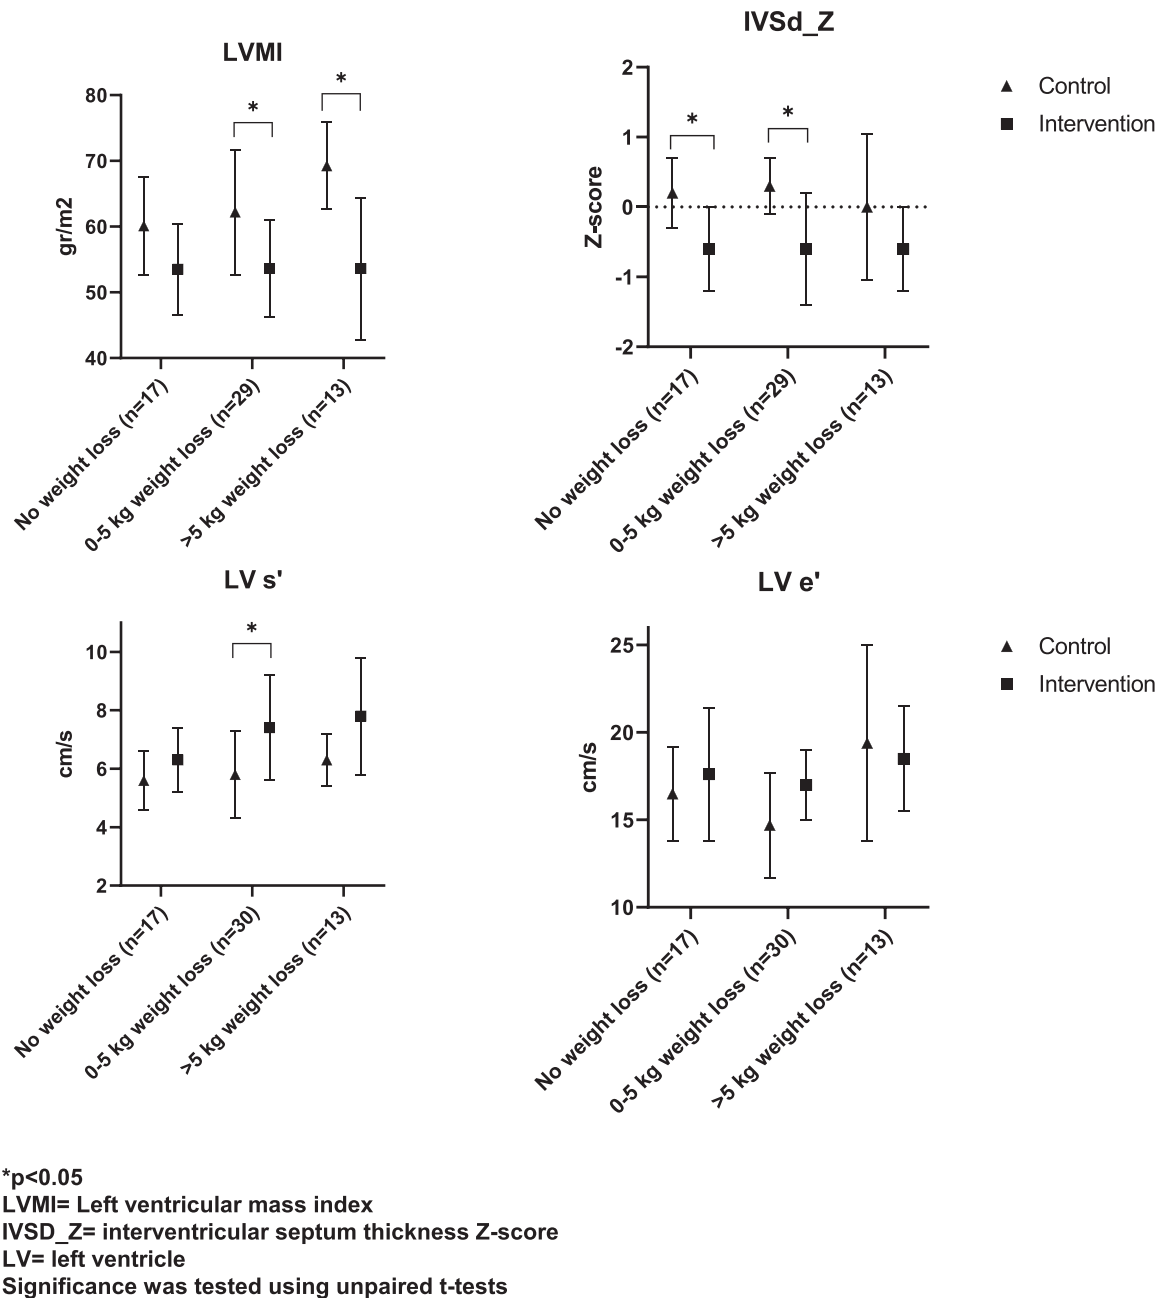 LVMI
gr/m2
80
70
60
50
40
*
*
No weight loss (n=17)
0-5 kg weight loss (n=29)
>5 kg weight loss (n=13)
IVSd_Z
Z-score
2
1
0
-1
-2
*
*
No weight loss (n=17)
0-5 kg weight loss (n=29)
>5 kg weight loss (n=13)
Control
Intervention
LV s'
cm/s
10
8
6
4
2
*
No weight loss (n=17)
0-5 kg weight loss (n=30)
>5 kg weight loss (n=13)
LV e'
cm/s
25
20
15
10
No weight loss (n=17)
0-5 kg weight loss (n=30)
>5 kg weight loss (n=13)
Control
Intervention
*p<0.05
LVMI= Left ventricular mass index
IVSD_Z= interventricular septum thickness Z-score
LV= left ventricle
Significance was tested using unpaired t-tests